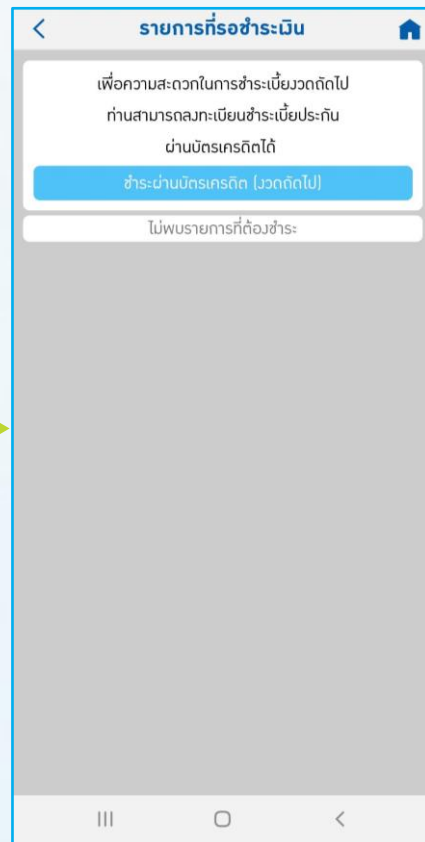 รายการที่รอชำระเงิน
เพื่อความสะดวกในการชำระเบี้ยงวดถัดไป
ท่านสามารถลงทะเบียนชำระเบี้ยประกัน
ผ่านบัตรเครดิตได้
ชำระผ่านบัตรเครดิต (งวดถัดไป)
ไม่พบรายการที่ต้องชำระ